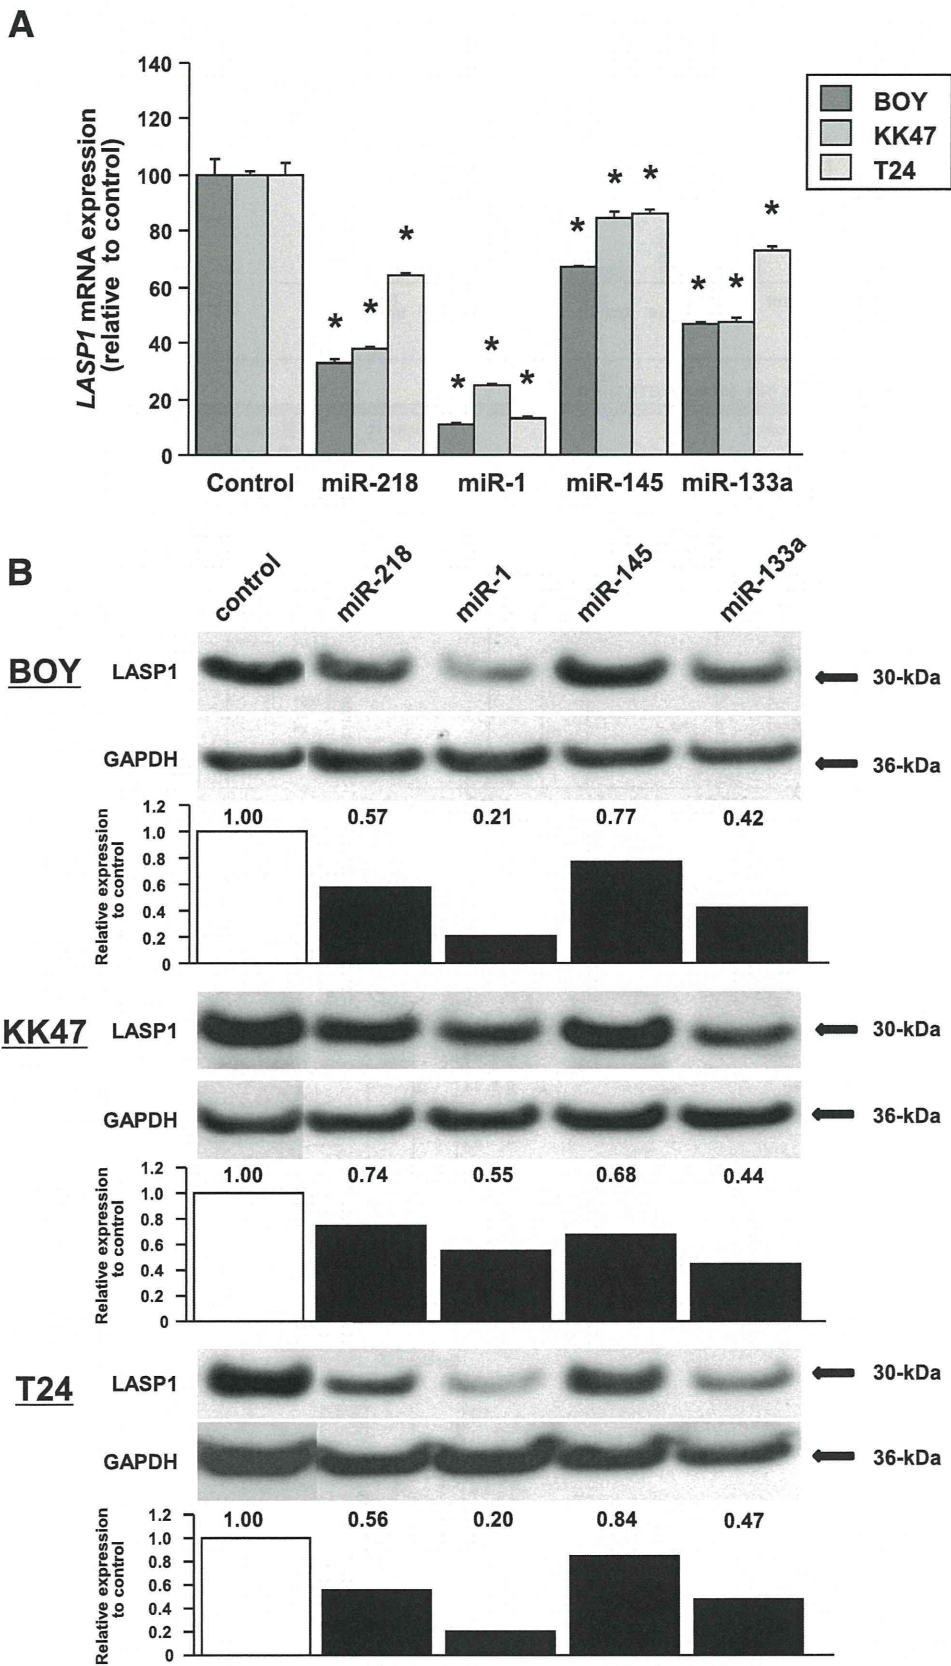 A
LASP1 mRNA expression
(relative to control)
140
120
100
80
60
40
20
0
* * * * * * * * * * * *
BOY
KK47
T24
Control miR-218 miR-1 miR-145 miR-133a
B
control miR-218 miR-1 miR-145 miR-133a
BOY LASP1 30-kDa
GAPDH 36-kDa
Relative expression
to control
1.2
1.0
0.8
0.6
0.4
0.2
0
1.00 0.57 0.21 0.77 0.42
KK47 LASP1 30-kDa
GAPDH 36-kDa
Relative expression
to control
1.2
1.0
0.8
0.6
0.4
0.2
0
1.00 0.74 0.55 0.68 0.44
T24 LASP1 30-kDa
GAPDH 36-kDa
Relative expression
to control
1.2
1.0
0.8
0.6
0.4
0.2
0
1.00 0.56 0.20 0.84 0.47